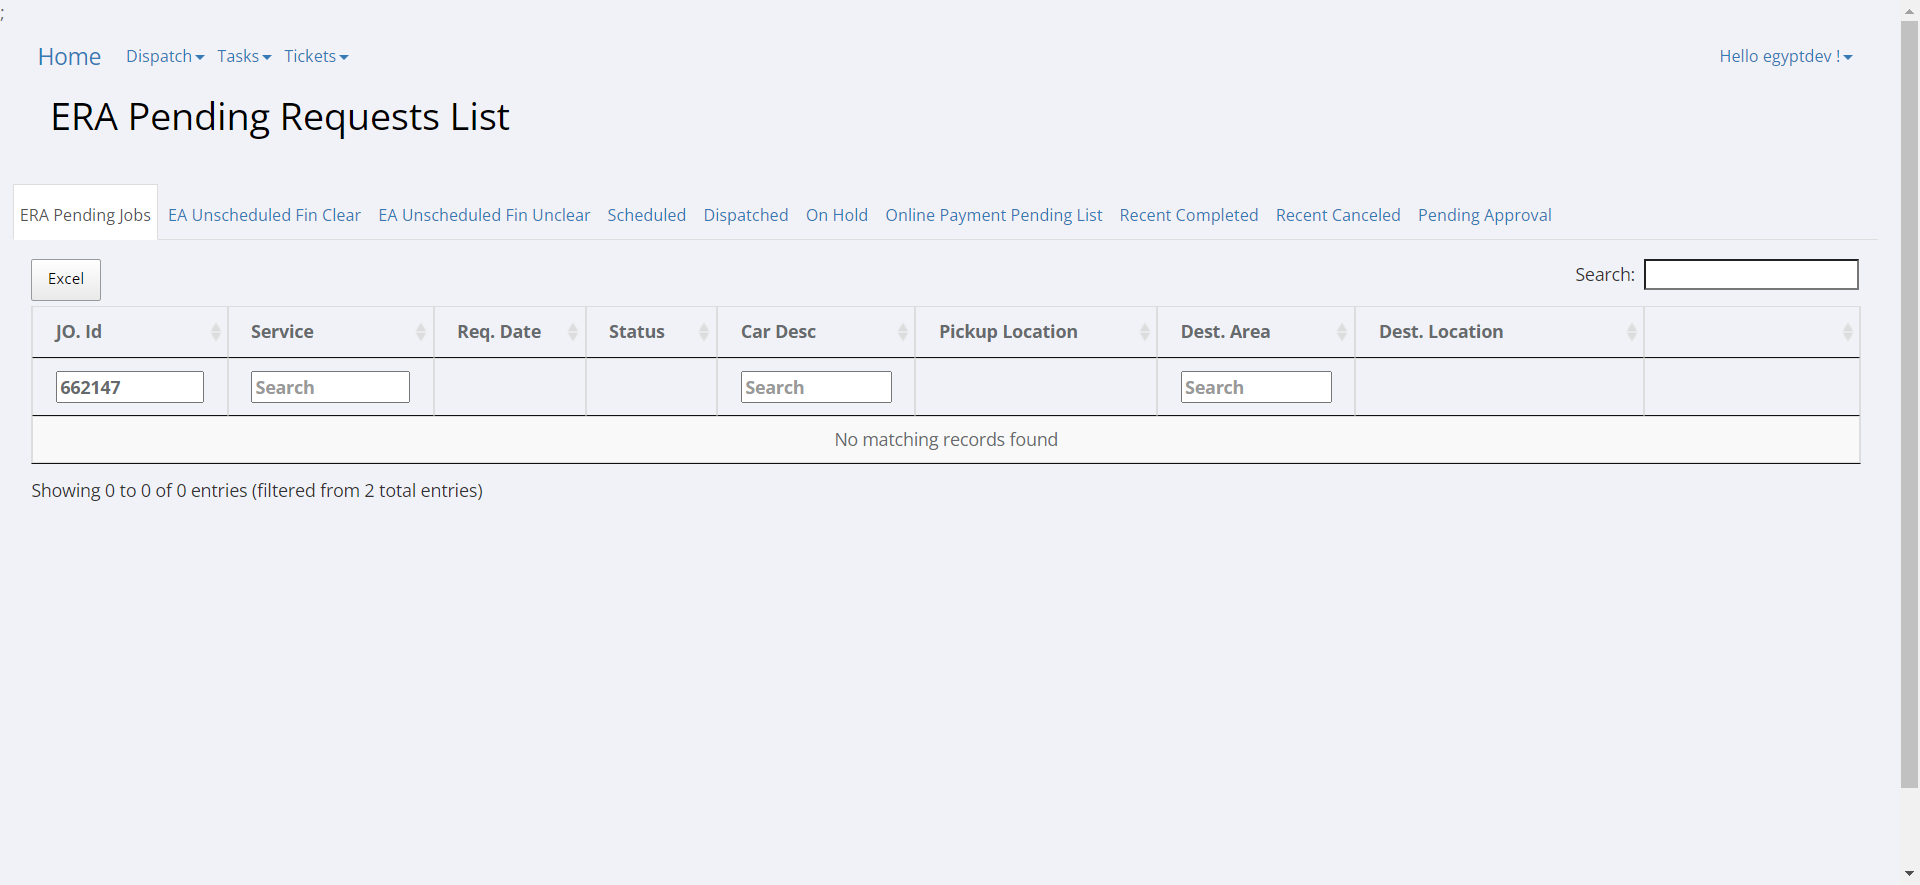 ;
Home Dispatch Tasks Tickets Hello egyptdev !
ERA Pending Requests List
ERA Pending Jobs EA Unscheduled Fin Clear EA Unscheduled Fin Unclear Scheduled Dispatched On Hold Online Payment Pending List Recent Completed Recent Canceled Pending Approval
Excel Search:
JO. Id Service Req. Date Status Car Desc Pickup Location Dest. Area Dest. Location
662147 Search Search Search
No matching records found
Showing 0 to 0 of 0 entries (filtered from 2 total entries)